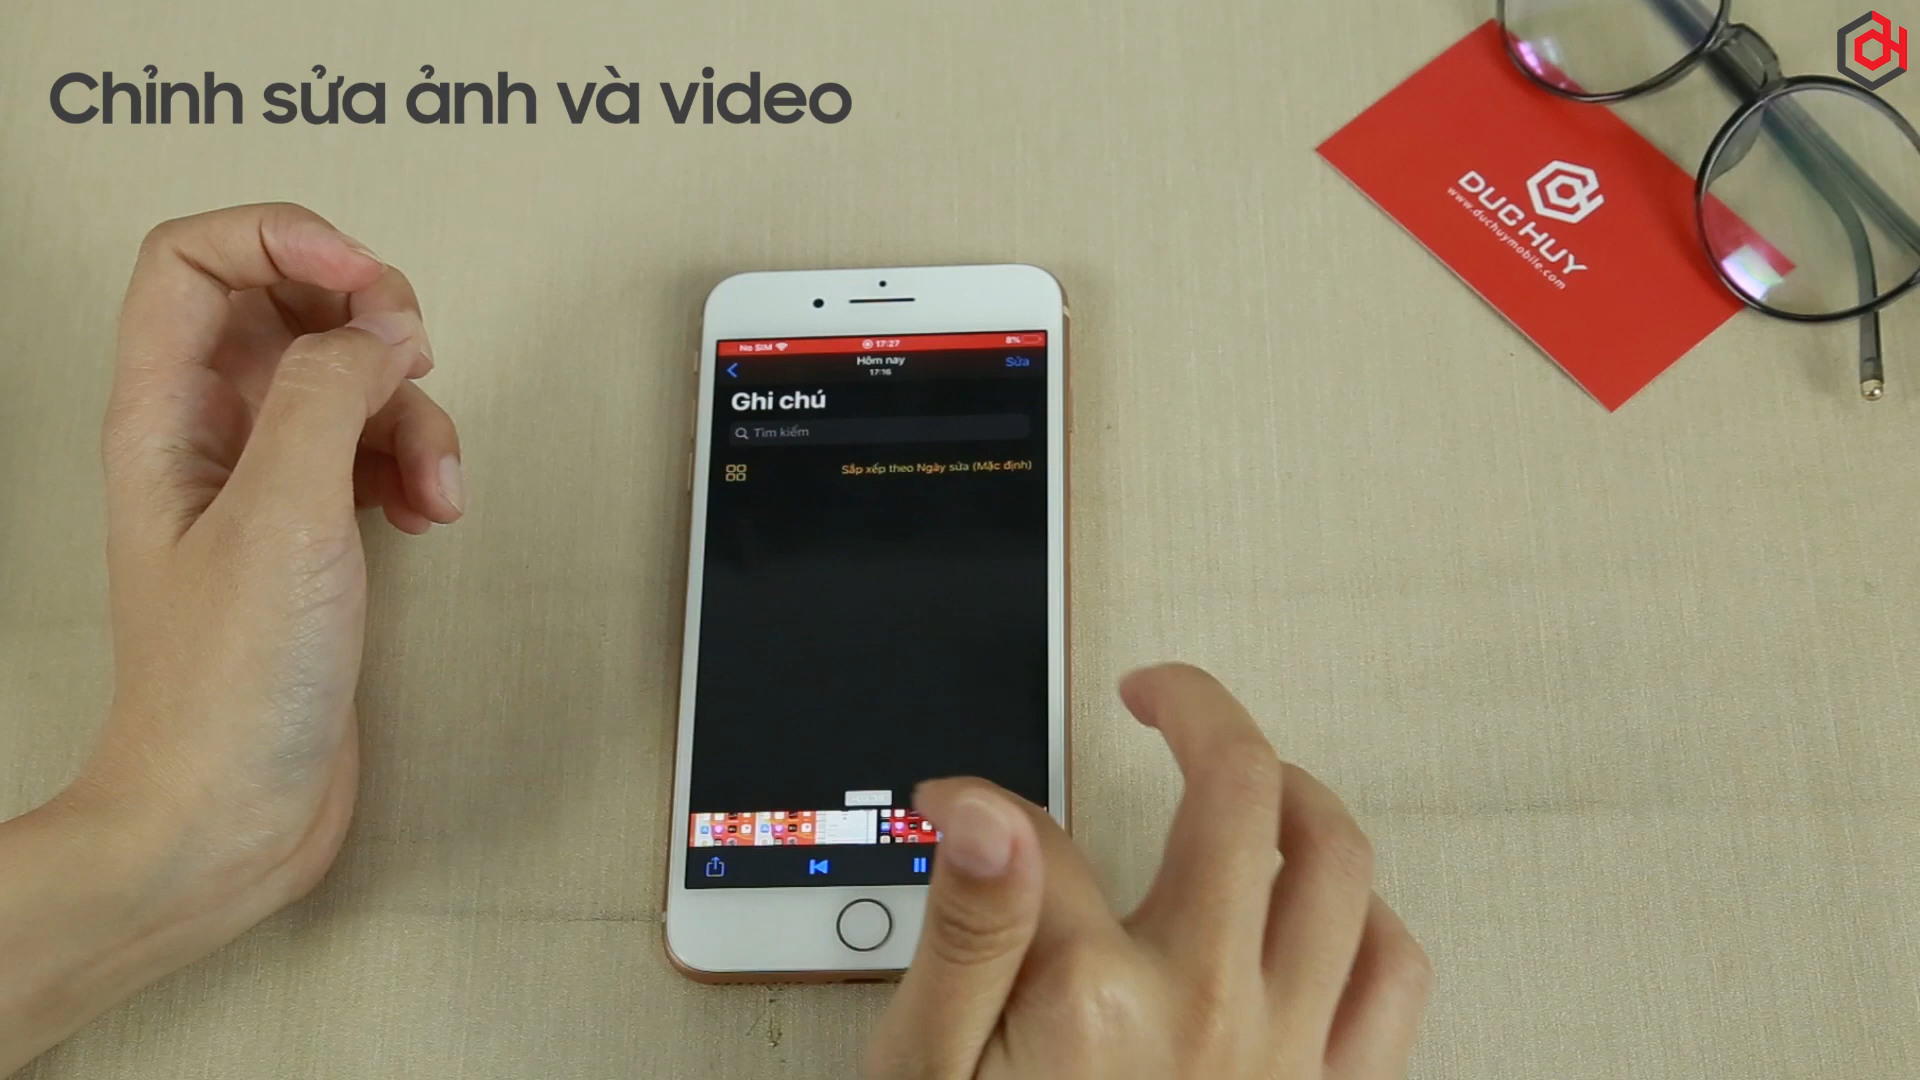 Chỉnh sửa ảnh và video
DUC HUY
www.duchuymobile.com
No SIM
17:27
8%
Hôm nay
17:16
Sửa
Ghi chú
Tìm kiếm
Sắp xếp theo Ngày sửa (Mặc định)